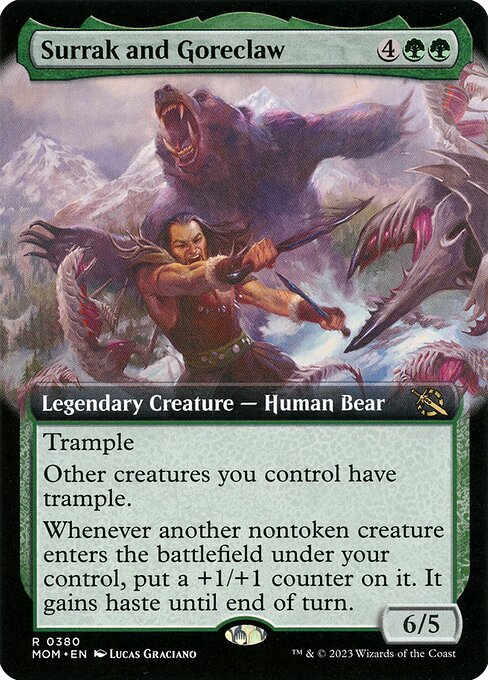 Surrak and Goreclaw 4
Legendary Creature — Human Bear
Trample
Other creatures you control have
trample.
Whenever another nontoken creature
enters the battlefield under your
control, put a +1/+1 counter on it. It
gains haste until end of turn.
6/5
R 0380
MOM • EN LUCAS GRACIANO
™ & © 2023 Wizards of the Coast